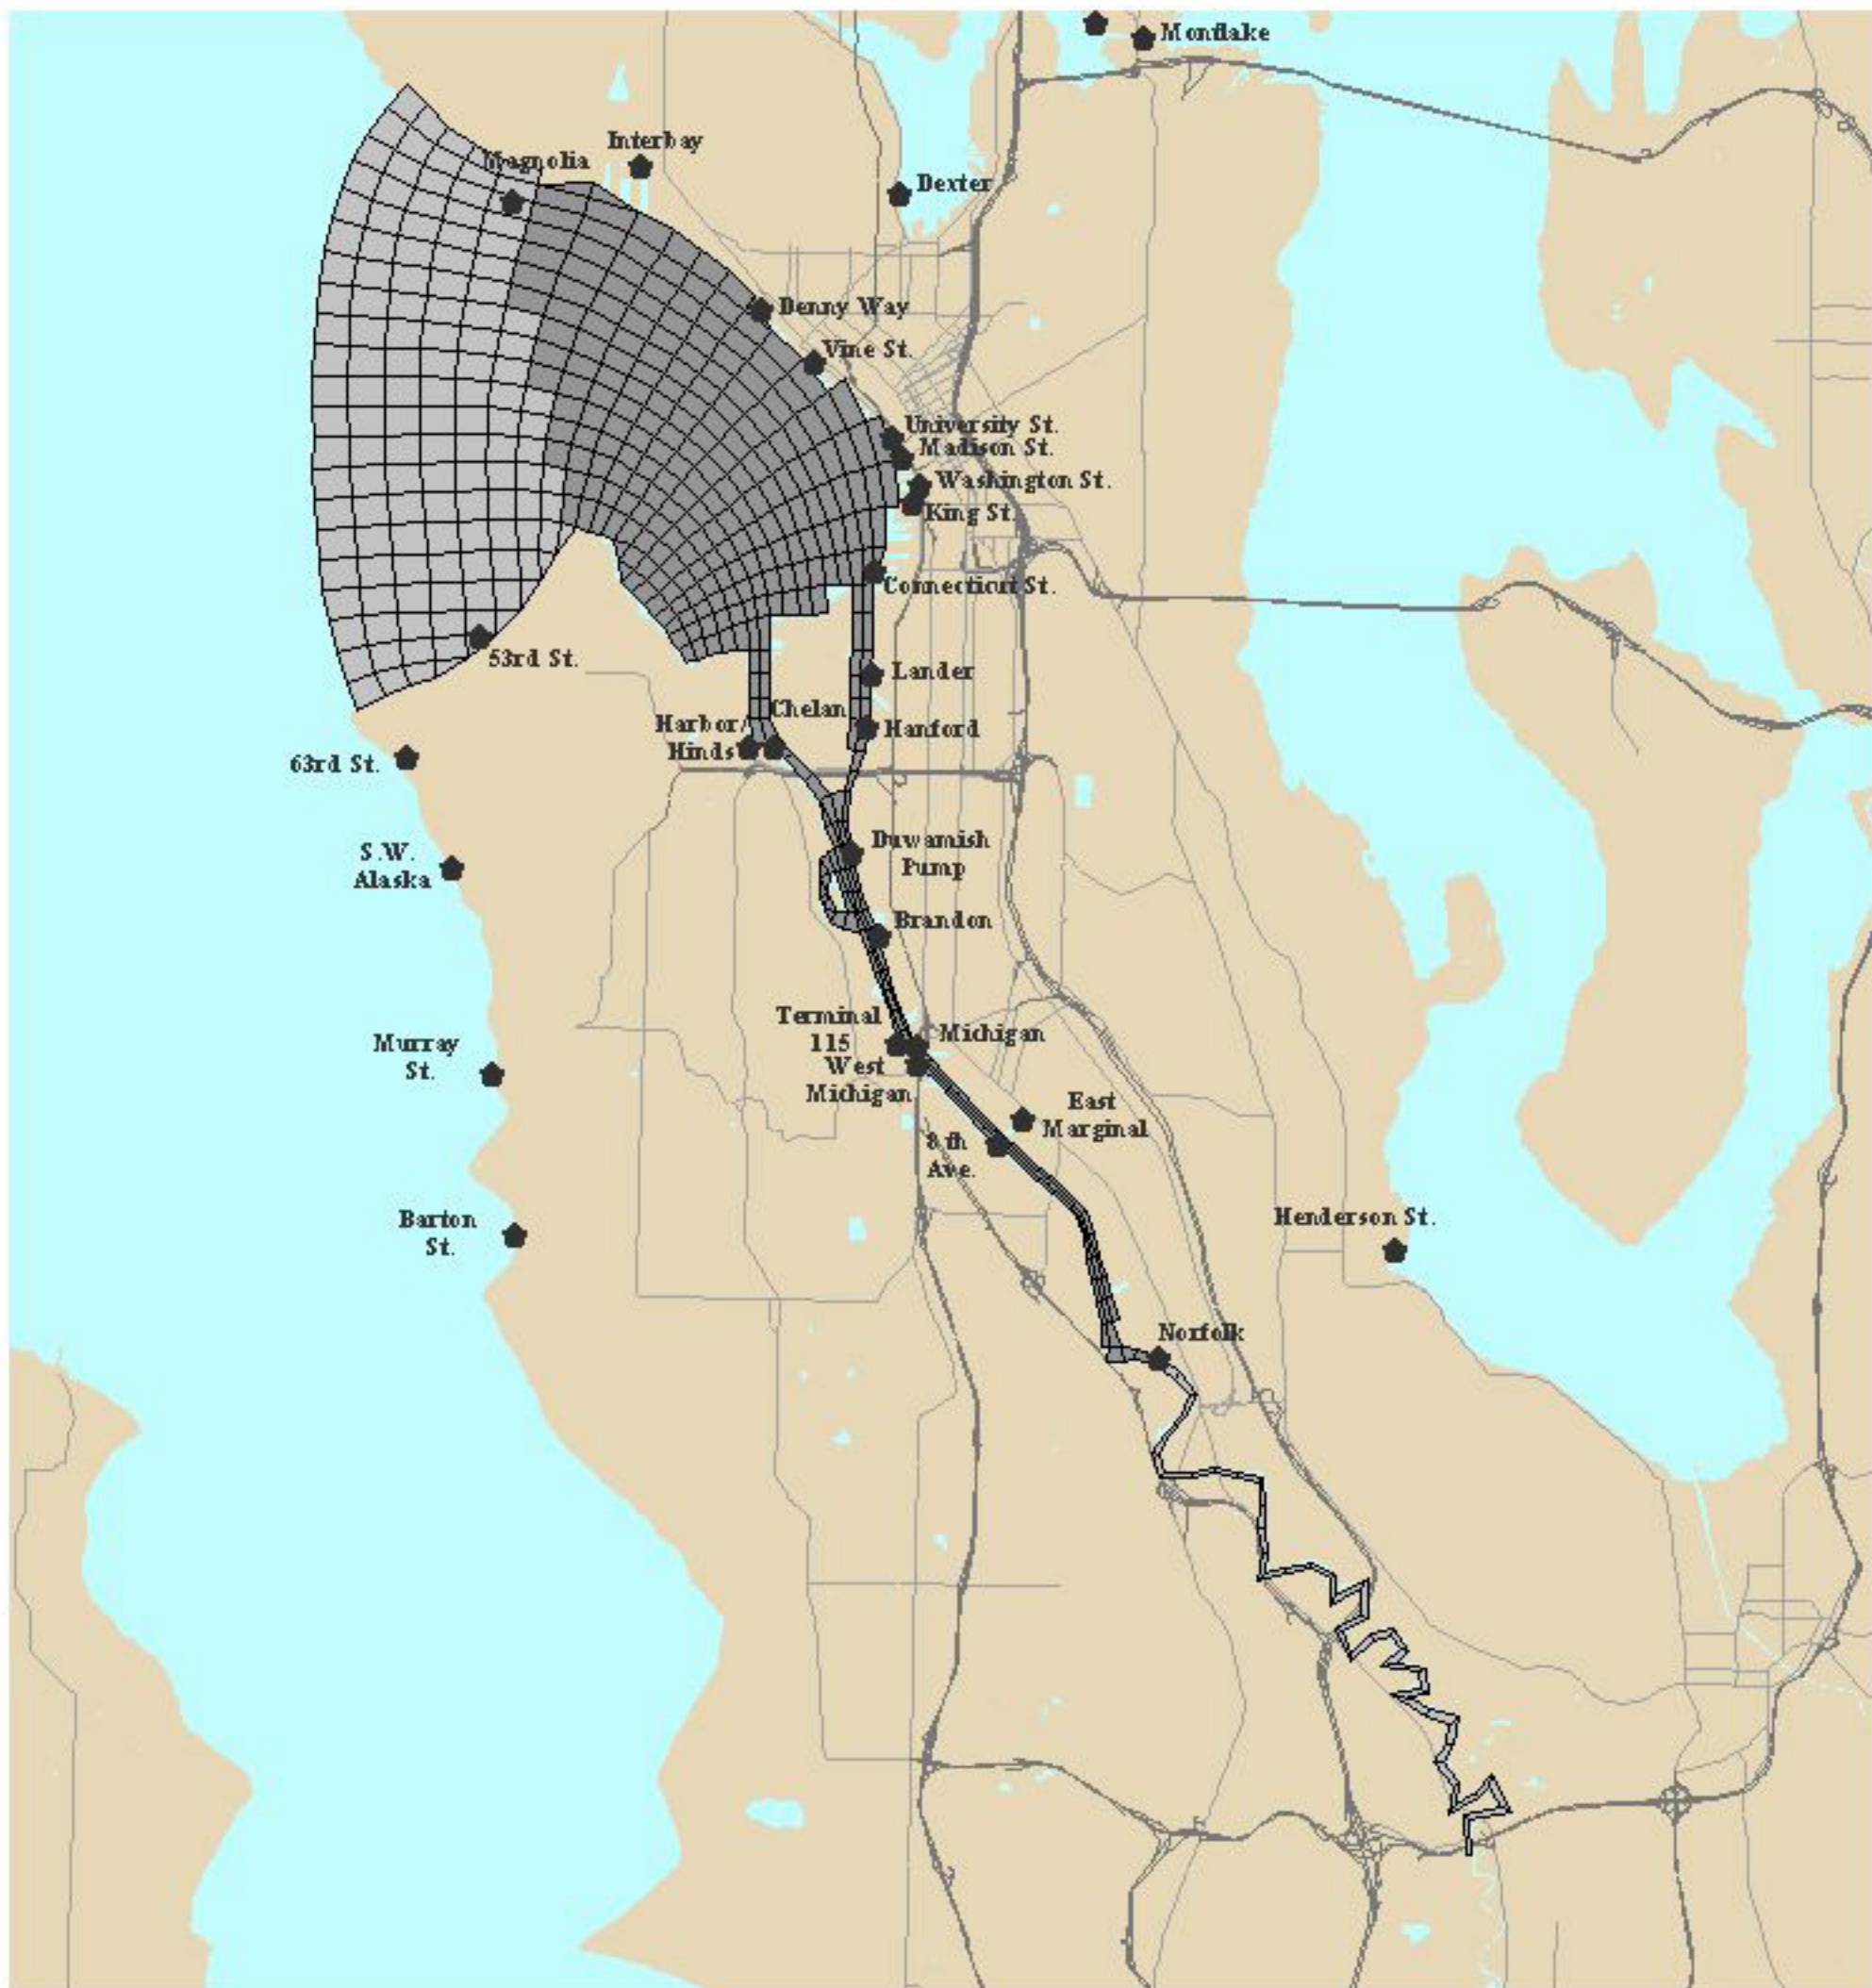 Montlake
Interbay
Magnolia
Dexter
Denny Way
Vine St.
University St.
Madison St.
Washington St.
King St.
Connecticut St.
53rd St.
Lander
Chelan
Harbor/
Hinds
Hanford
63rd St.
Duwamish
Pump
S.W.
Alaska
Brandon
Terminal
115
Michigan
West
Michigan
Murray
St.
East
Marginal
8th
Ave.
Barton
St.
Henderson St.
Norfolk